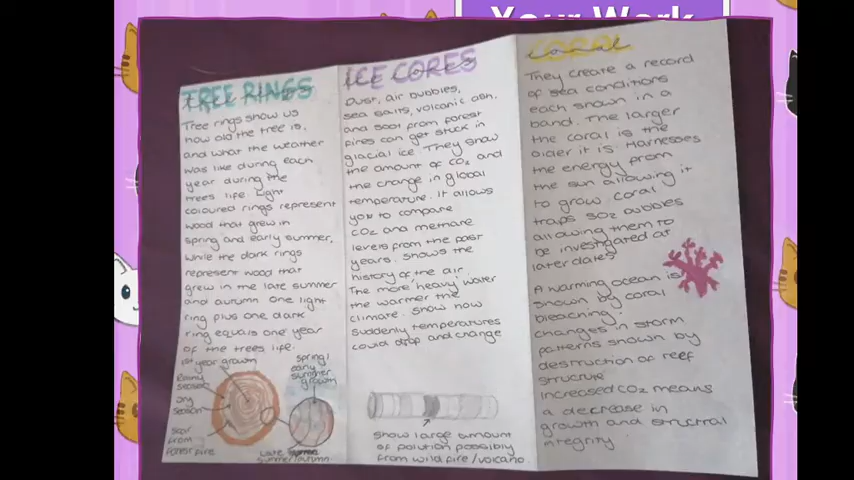 Your Work
TREE RINGS
Tree rings show us
how old the tree is,
and what the weather
was like during each
year during the
trees life. Light
coloured rings represent
wood that grew in
spring and early summer,
while the dark rings
represent wood that
grew in the late summer
and autumn one light
ring plus one dark
ring equals one year
of the trees life.
1st year grown
Rainy
season
Dry
season
scar
from
forest fire
spring/
early
summer
growth
late
summer/autumn
ICE CORES
Dust, air bubbles,
sea salts, volcanic ash,
and soot from forest
fires can get stuck in
glacial ice. They show
the amount of CO2 and
the change in global
temperature. It allows
you to compare
CO2 and methane
levels from the past
years. Shows the
history of the air.
The more 'heavy' water
the warmer the
climate. Show how
suddenly temperatures
could drop and change
show large amount
of polution possibly
from wild fire/volcano.
Coral
They create a record
of sea conditions
each shown in a
band. The larger
the coral is the
older it is. Harnesses
the energy from
the sun allowing it
to grow. Coral
traps SO2 bubbles
allowing them to
be investigated at
later dates
A warming ocean is
shown by coral
bleaching.
changes in storm
patterns shown by
destruction of reef
structure
increased CO2 means
a decrease in
growth and structral
integrity